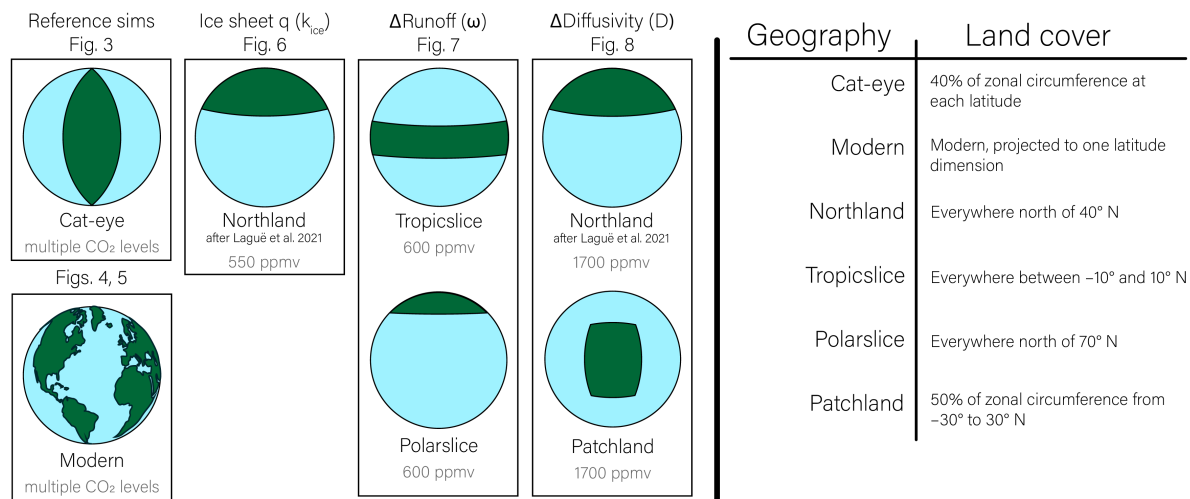 Reference sims
Fig. 3
Cat-eye
multiple CO₂ levels
Figs. 4, 5
Modern
multiple CO₂ levels
Ice sheet q (kice)
Fig. 6
Northland
after Laguë et al. 2021
550 ppmv
ΔRunoff (ω)
Fig. 7
Tropicslice
600 ppmv
Polarslice
600 ppmv
ΔDiffusivity (D)
Fig. 8
Northland
after Laguë et al. 2021
1700 ppmv
Patchland
1700 ppmv
Geography
Land cover
Cat-eye
40% of zonal circumference at
each latitude
Modern
Modern, projected to one latitude
dimension
Northland
Everywhere north of 40° N
Tropicslice
Everywhere between –10° and 10° N
Polarslice
Everywhere north of 70° N
Patchland
50% of zonal circumference from
–30° to 30° N